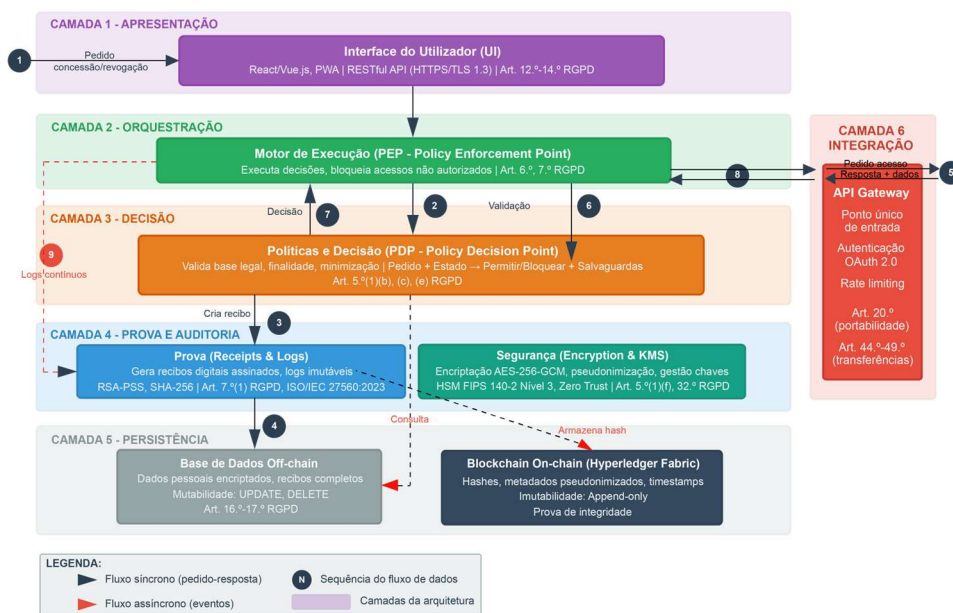 CAMADA 1 - APRESENTAÇÃO
1
Pedido
concessão/revogação
Interface do Utilizador (UI)
React/Vue.js, PWA | RESTful API (HTTPS/TLS 1.3) | Art. 12.º-14.º RGPD
CAMADA 2 - ORQUESTRAÇÃO
Motor de Execução (PEP - Policy Enforcement Point)
Executa decisões, bloqueia acessos não autorizados | Art. 6.º, 7.º RGPD
8
CAMADA 6
INTEGRAÇÃO
Pedido acesso
Resposta + dados
5
API Gateway
Ponto único
de entrada
Autenticação
OAuth 2.0
Rate limiting
Art. 20.º
(portabilidade)
Art. 44.º-49.º
(transferências)
CAMADA 3 - DECISÃO
Decisão
7
2
Validação
6
Políticas e Decisão (PDP - Policy Decision Point)
Valida base legal, finalidade, minimização | Pedido + Estado → Permitir/Bloquear + Salvaguardas
Art. 5.º(1)(b), (c), (e) RGPD
9
Logs contínuos
Cria recibo
3
CAMADA 4 - PROVA E AUDITORIA
Prova (Receipts & Logs)
Gera recibos digitais assinados, logs imutáveis
RSA-PSS, SHA-256 | Art. 7.º(1) RGPD, ISO/IEC 27560:2023
Segurança (Encryption & KMS)
Encriptação AES-256-GCM, pseudonimização, gestão chaves
HSM FIPS 140-2 Nível 3, Zero Trust | Art. 5.º(1)(f), 32.º RGPD
4
Consulta
Armazena hash
CAMADA 5 - PERSISTÊNCIA
Base de Dados Off-chain
Dados pessoais encriptados, recibos completos
Mutabilidade: UPDATE, DELETE
Art. 16.º-17.º RGPD
Blockchain On-chain (Hyperledger Fabric)
Hashes, metadados pseudonimizados, timestamps
Imutabilidade: Append-only
Prova de integridade
LEGENDA:
Fluxo síncrono (pedido-resposta)
N
Sequência do fluxo de dados
Fluxo assíncrono (eventos)
Camadas da arquitetura